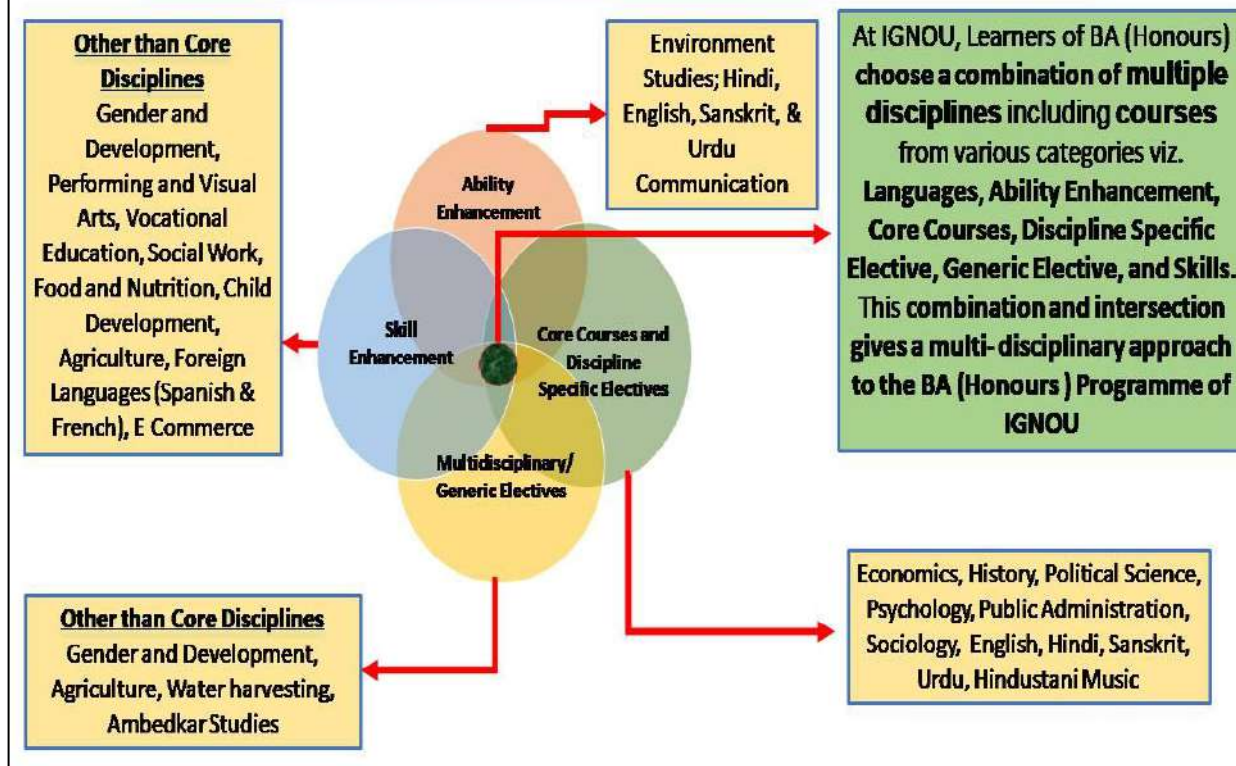 Other than Core
Disciplines
Gender and
Development,
Performing and Visual
Arts, Vocational
Education, Social Work,
Food and Nutrition, Child
Development,
Agriculture, Foreign
Languages (Spanish &
French), E Commerce
Environment
Studies; Hindi,
English, Sanskrit, &
Urdu
Communication
At IGNOU, Learners of BA (Honours)
choose a combination of multiple
disciplines including courses
from various categories viz.
Languages, Ability Enhancement,
Core Courses, Discipline Specific
Elective, Generic Elective, and Skills.
This combination and intersection
gives a multi- disciplinary approach
to the BA (Honours ) Programme of
IGNOU
Ability
Enhancement
Skill
Enhancement
Core Courses and
Discipline
Specific Electives
Multidisciplinary/
Generic Electives
Other than Core Disciplines
Gender and Development,
Agriculture, Water harvesting,
Ambedkar Studies
Economics, History, Political Science,
Psychology, Public Administration,
Sociology, English, Hindi, Sanskrit,
Urdu, Hindustani Music